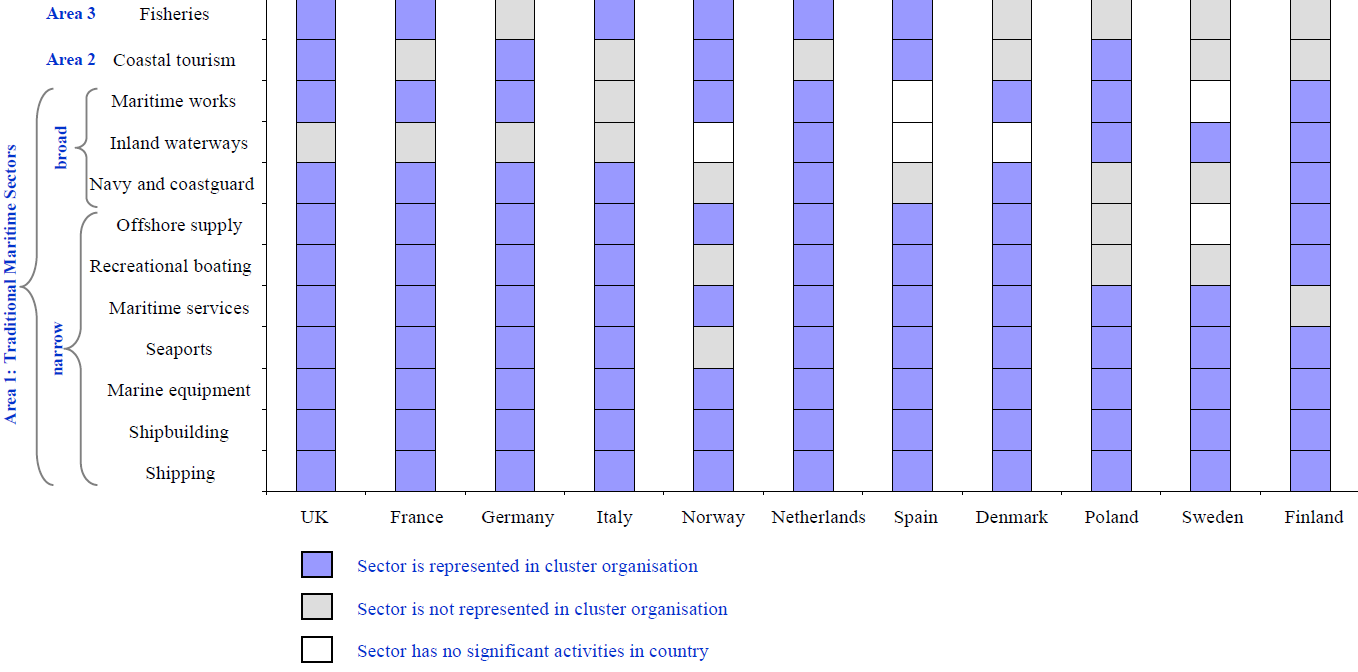 Area 3 Fisheries
Area 2 Coastal tourism
Maritime works
Inland waterways
Navy and coastguard
Offshore supply
Recreational boating
Maritime services
Seaports
Marine equipment
Shipbuilding
Shipping
broad
narrow
Area 1: Traditional Maritime Sectors
UK France Germany Italy Norway Netherlands Spain Denmark Poland Sweden Finland
Sector is represented in cluster organisation
Sector is not represented in cluster organisation
Sector has no significant activities in country